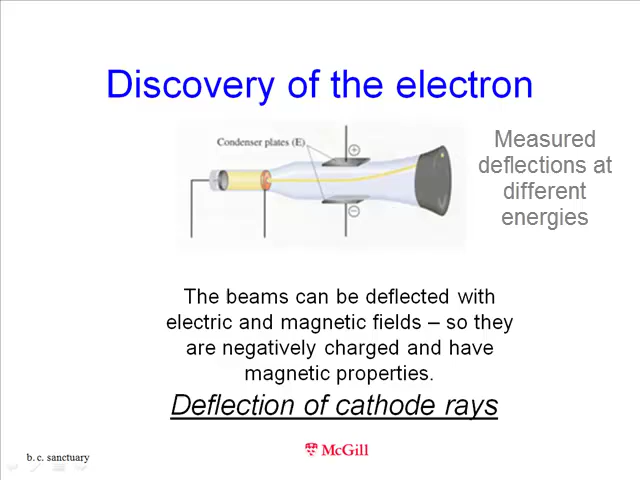 Discovery of the electron
Condenser plates (E)
+
−
Measured
deflections at
different
energies
The beams can be deflected with
electric and magnetic fields – so they
are negatively charged and have
magnetic properties.
Deflection of cathode rays
b. c. sanctuary
McGill